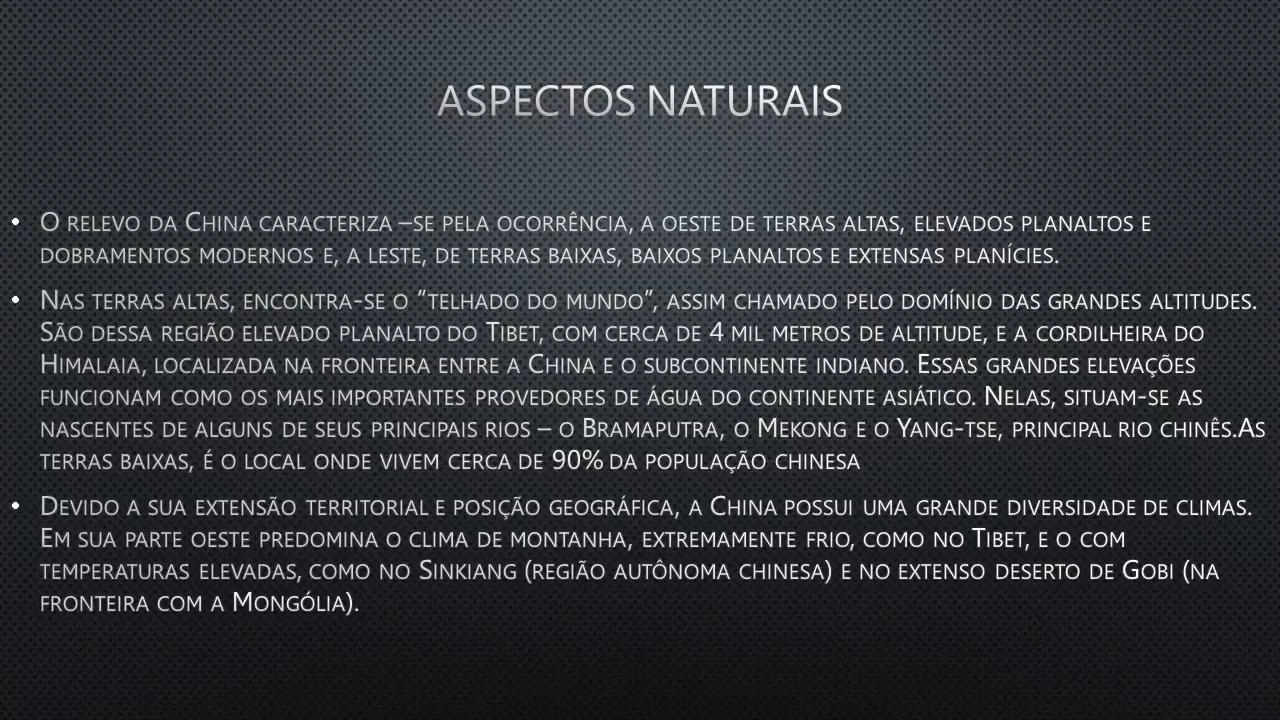 ASPECTOS NATURAIS
• O RELEVO DA CHINA CARACTERIZA –SE PELA OCORRÊNCIA, A OESTE DE TERRAS ALTAS, ELEVADOS PLANALTOS E
DOBRAMENTOS MODERNOS E, A LESTE, DE TERRAS BAIXAS, BAIXOS PLANALTOS E EXTENSAS PLANÍCIES.
• NAS TERRAS ALTAS, ENCONTRA-SE O “TELHADO DO MUNDO”, ASSIM CHAMADO PELO DOMÍNIO DAS GRANDES ALTITUDES.
SÃO DESSA REGIÃO ELEVADO PLANALTO DO TIBET, COM CERCA DE 4 MIL METROS DE ALTITUDE, E A CORDILHEIRA DO
HIMALAIA, LOCALIZADA NA FRONTEIRA ENTRE A CHINA E O SUBCONTINENTE INDIANO. ESSAS GRANDES ELEVAÇÕES
FUNCIONAM COMO OS MAIS IMPORTANTES PROVEDORES DE ÁGUA DO CONTINENTE ASIÁTICO. NELAS, SITUAM-SE AS
NASCENTES DE ALGUNS DE SEUS PRINCIPAIS RIOS – O BRAMAPUTRA, O MEKONG E O YANG-TSE, PRINCIPAL RIO CHINÊS.AS
TERRAS BAIXAS, É O LOCAL ONDE VIVEM CERCA DE 90% DA POPULAÇÃO CHINESA
• DEVIDO A SUA EXTENSÃO TERRITORIAL E POSIÇÃO GEOGRÁFICA, A CHINA POSSUI UMA GRANDE DIVERSIDADE DE CLIMAS.
EM SUA PARTE OESTE PREDOMINA O CLIMA DE MONTANHA, EXTREMAMENTE FRIO, COMO NO TIBET, E O COM
TEMPERATURAS ELEVADAS, COMO NO SINKIANG (REGIÃO AUTÔNOMA CHINESA) E NO EXTENSO DESERTO DE GOBI (NA
FRONTEIRA COM A MONGÓLIA).